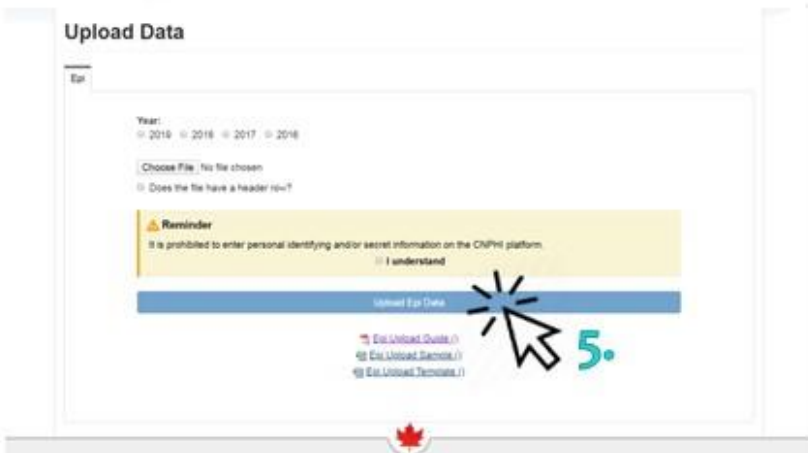 Upload Data
Epi
Year:
2019 2018 2017 2016
Choose File No file chosen
Does the file have a header row?
Reminder
It is prohibited to enter personal identifying and/or secret information on the CNPHI platform.
I understand
Upload Epi Data
Epi Upload Guide ()
Epi Upload Sample ()
Epi Upload Template ()
5.